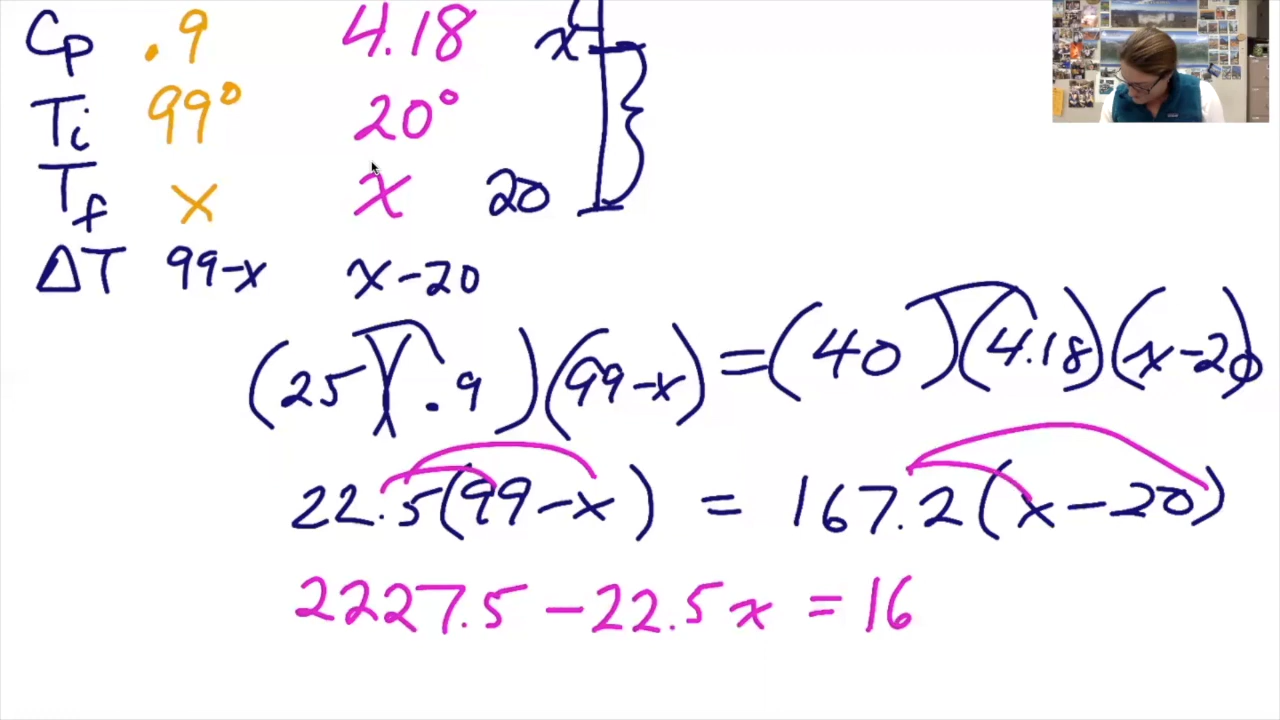 Cp .9 4.18 x
Ti 99° 20°
Tf x x 20
ΔT 99-x x-20
(25)(.9)(99-x) = (40)(4.18)(x-20)
22.5(99-x) = 167.2(x-20)
2227.5 - 22.5x = 16